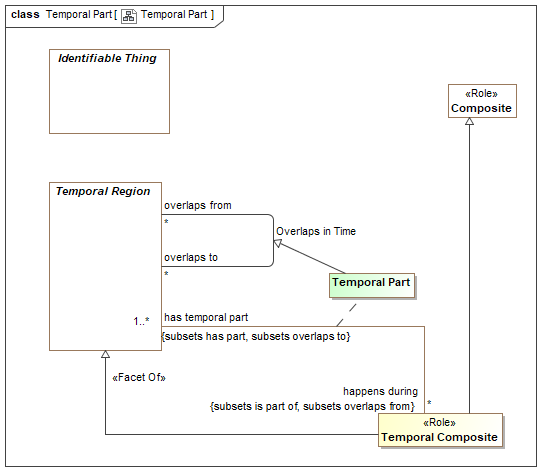 class Temporal Part [ Temporal Part ]
Identifiable Thing
«Role»
Composite
Temporal Region
overlaps from
*
Overlaps in Time
overlaps to
*
Temporal Part
1..*
has temporal part
{subsets has part, subsets overlaps to}
«Facet Of»
happens during
{subsets is part of, subsets overlaps from}
*
«Role»
Temporal Composite